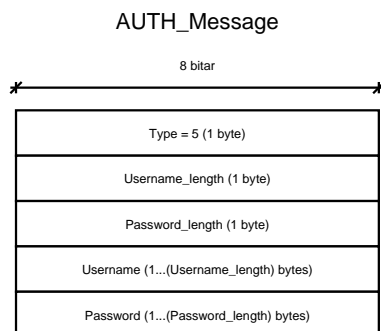 AUTH_Message
8 bitar
Type = 5 (1 byte)
Username_length (1 byte)
Password_length (1 byte)
Username (1...(Username_length) bytes)
Password (1...(Password_length) bytes)